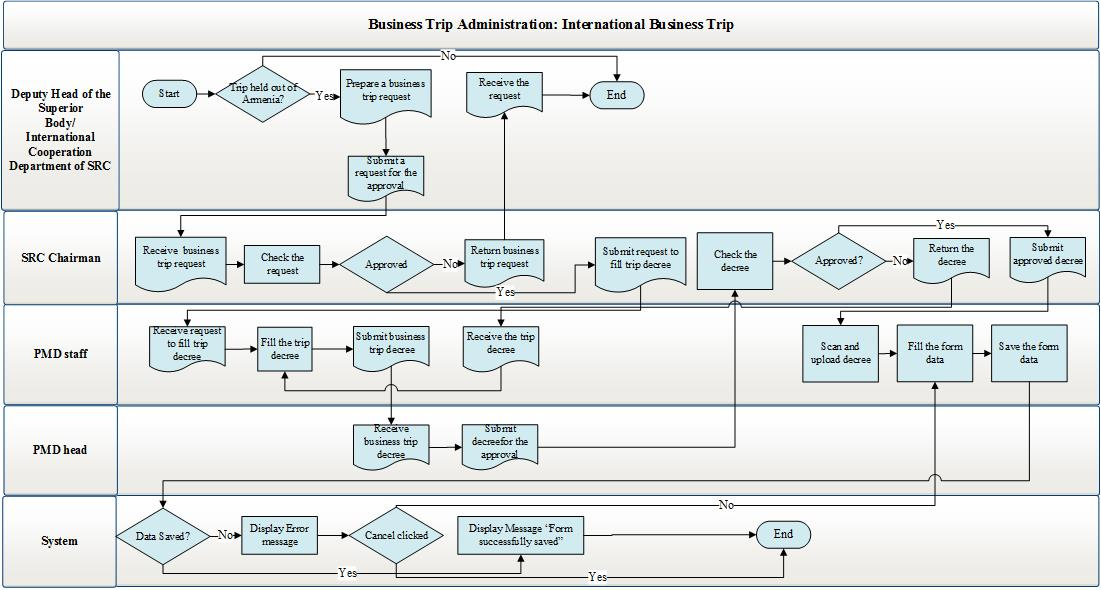 Business Trip Administration: International Business Trip
Deputy Head of the
Superior
Body/
International
Cooperation
Department of SRC
No
Start
Trip held out of
Armenia?
Yes
Prepare a business
trip request
Receive the
request
End
Submit a
request for the
approval
SRC Chairman
Receive business
trip request
Check the
request
Approved
No
Return business
trip request
Yes
Submit request to
fill trip decree
Check the
decree
Approved?
Yes
No
Return the
decree
Submit
approved decree
PMD staff
Receive request
to fill trip
decree
Fill the trip
decree
Submit business
trip decree
Receive the trip
decree
Scan and
upload decree
Fill the form
data
Save the form
data
PMD head
Receive
business trip
decree
Submit
decreefor the
approval
System
Data Saved?
No
Display Error
message
Cancel clicked
No
Display Message “Form
successfully saved”
End
Yes
Yes